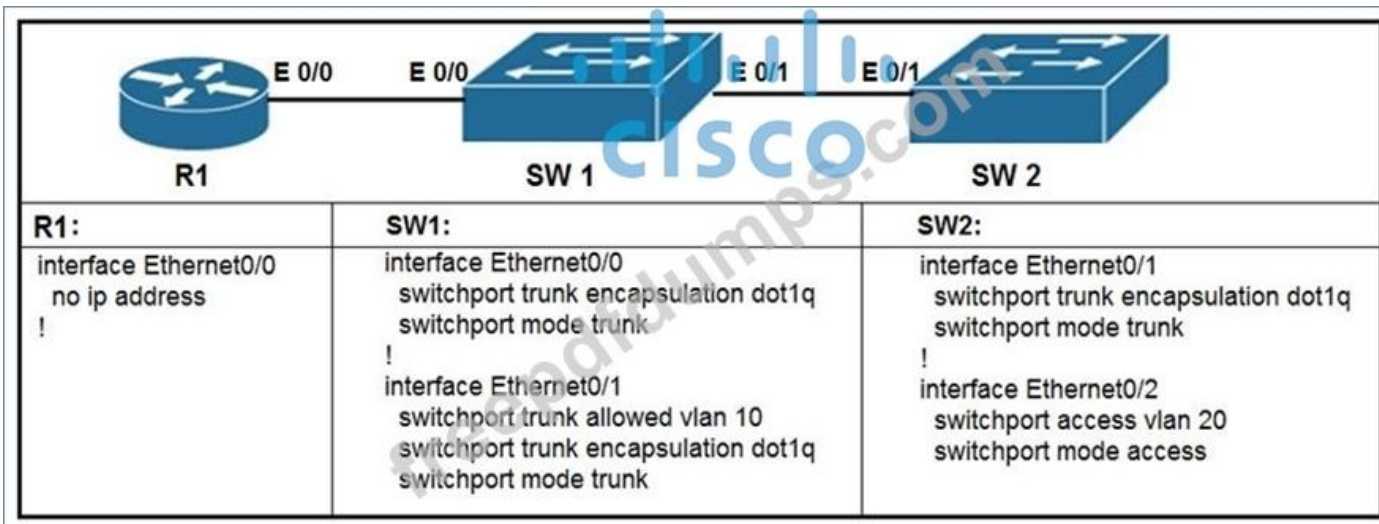 E 0/0
E 0/0
E 0/1
E 0/1
CISCO
R1
SW 1
SW 2
freepdfdumps.com
R1:
interface Ethernet0/0
no ip address
!
SW1:
interface Ethernet0/0
switchport trunk encapsulation dot1q
switchport mode trunk
!
interface Ethernet0/1
switchport trunk allowed vlan 10
switchport trunk encapsulation dot1q
switchport mode trunk
SW2:
interface Ethernet0/1
switchport trunk encapsulation dot1q
switchport mode trunk
!
interface Ethernet0/2
switchport access vlan 20
switchport mode access